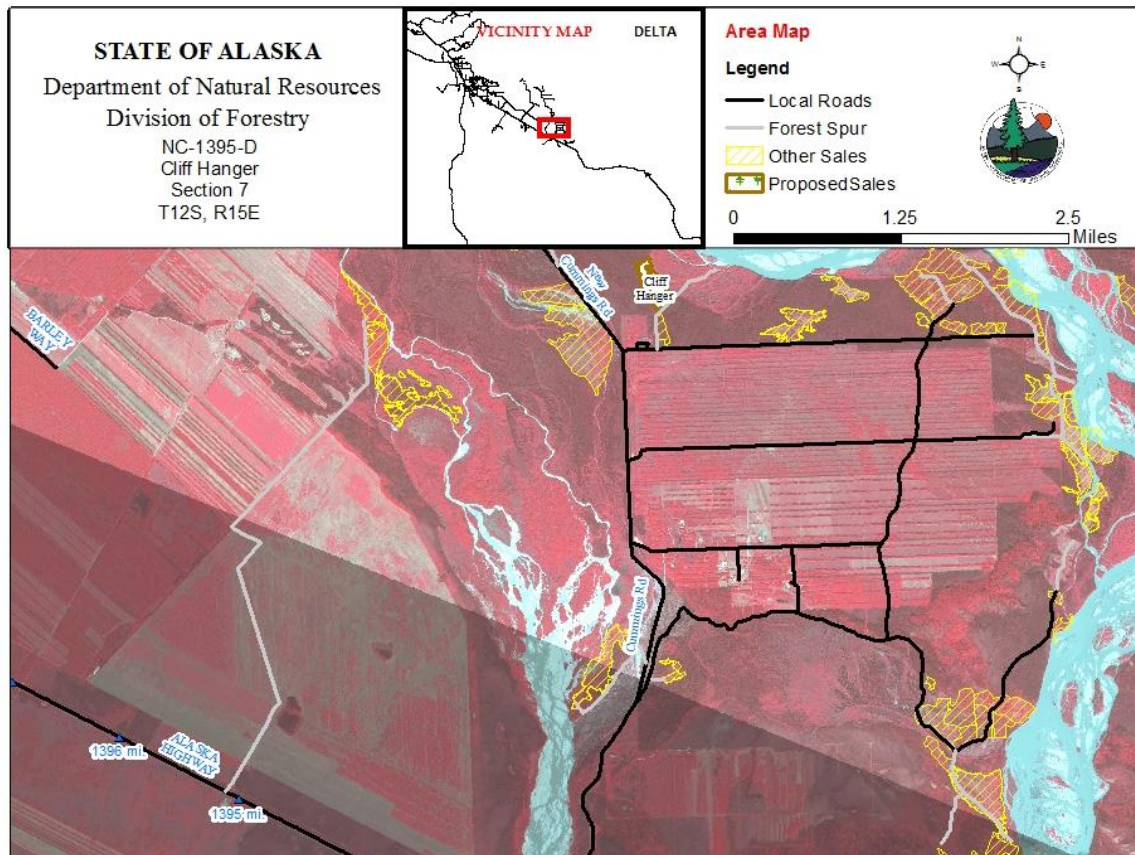 STATE OF ALASKA
Department of Natural Resources
Division of Forestry
NC-1395-D
Cliff Hanger
Section 7
T12S, R15E
VICINITY MAP
DELTA
Area Map
Legend
Local Roads
Forest Spur
Other Sales
ProposedSales
N
W
E
S
0
1.25
2.5
Miles
New
Cummings Rd
Cliff
Hanger
BARLEY
WAY
Cummings Rd
ALASKA
HIGHWAY
1396 mi.
1395 mi.